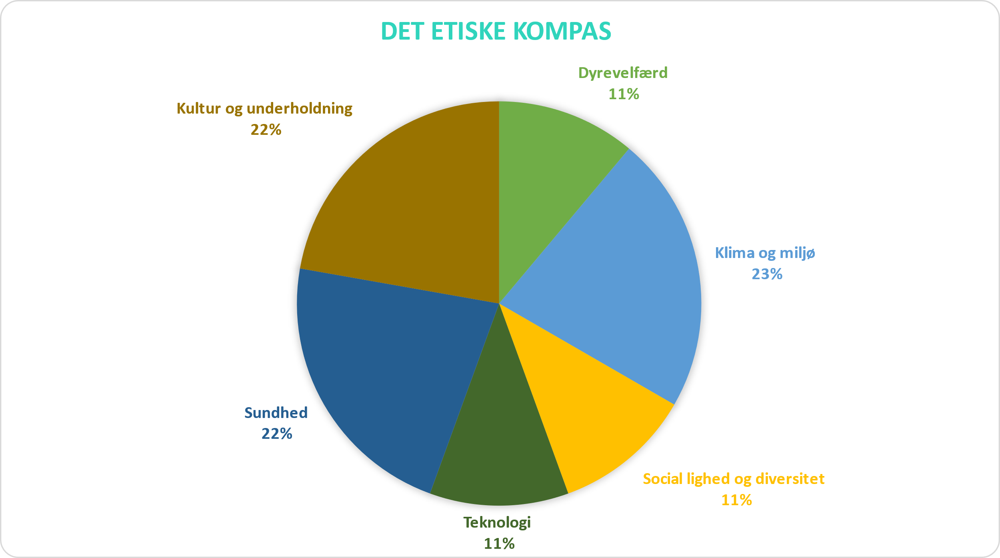 DET ETISKE KOMPAS
Dyrevelfærd
11%
Kultur og underholdning
22%
Klima og miljø
23%
Sundhed
22%
Social lighed og diversitet
11%
Teknologi
11%